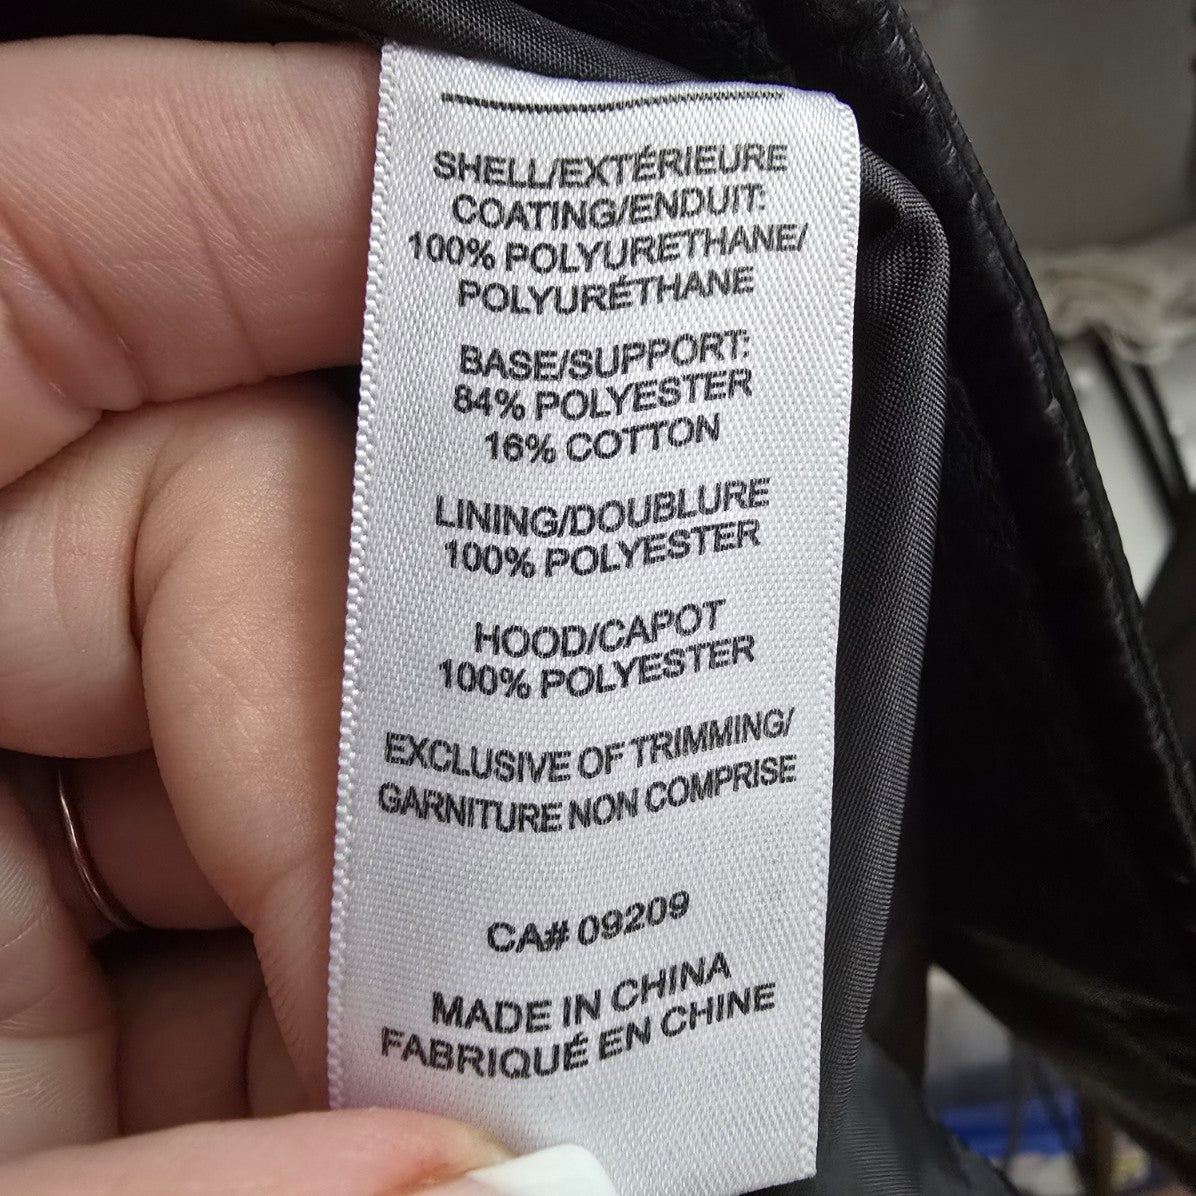 SHELL/EXTÉRIEURE
COATING/ENDUIT:
100% POLYURETHANE/
POLYURÉTHANE
BASE/SUPPORT:
84% POLYESTER
16% COTTON
LINING/DOUBLURE
100% POLYESTER
HOOD/CAPOT
100% POLYESTER
EXCLUSIVE OF TRIMMING/
GARNITURE NON COMPRISE
CA# 09209
MADE IN CHINA
FABRIQUÉ EN CHINE